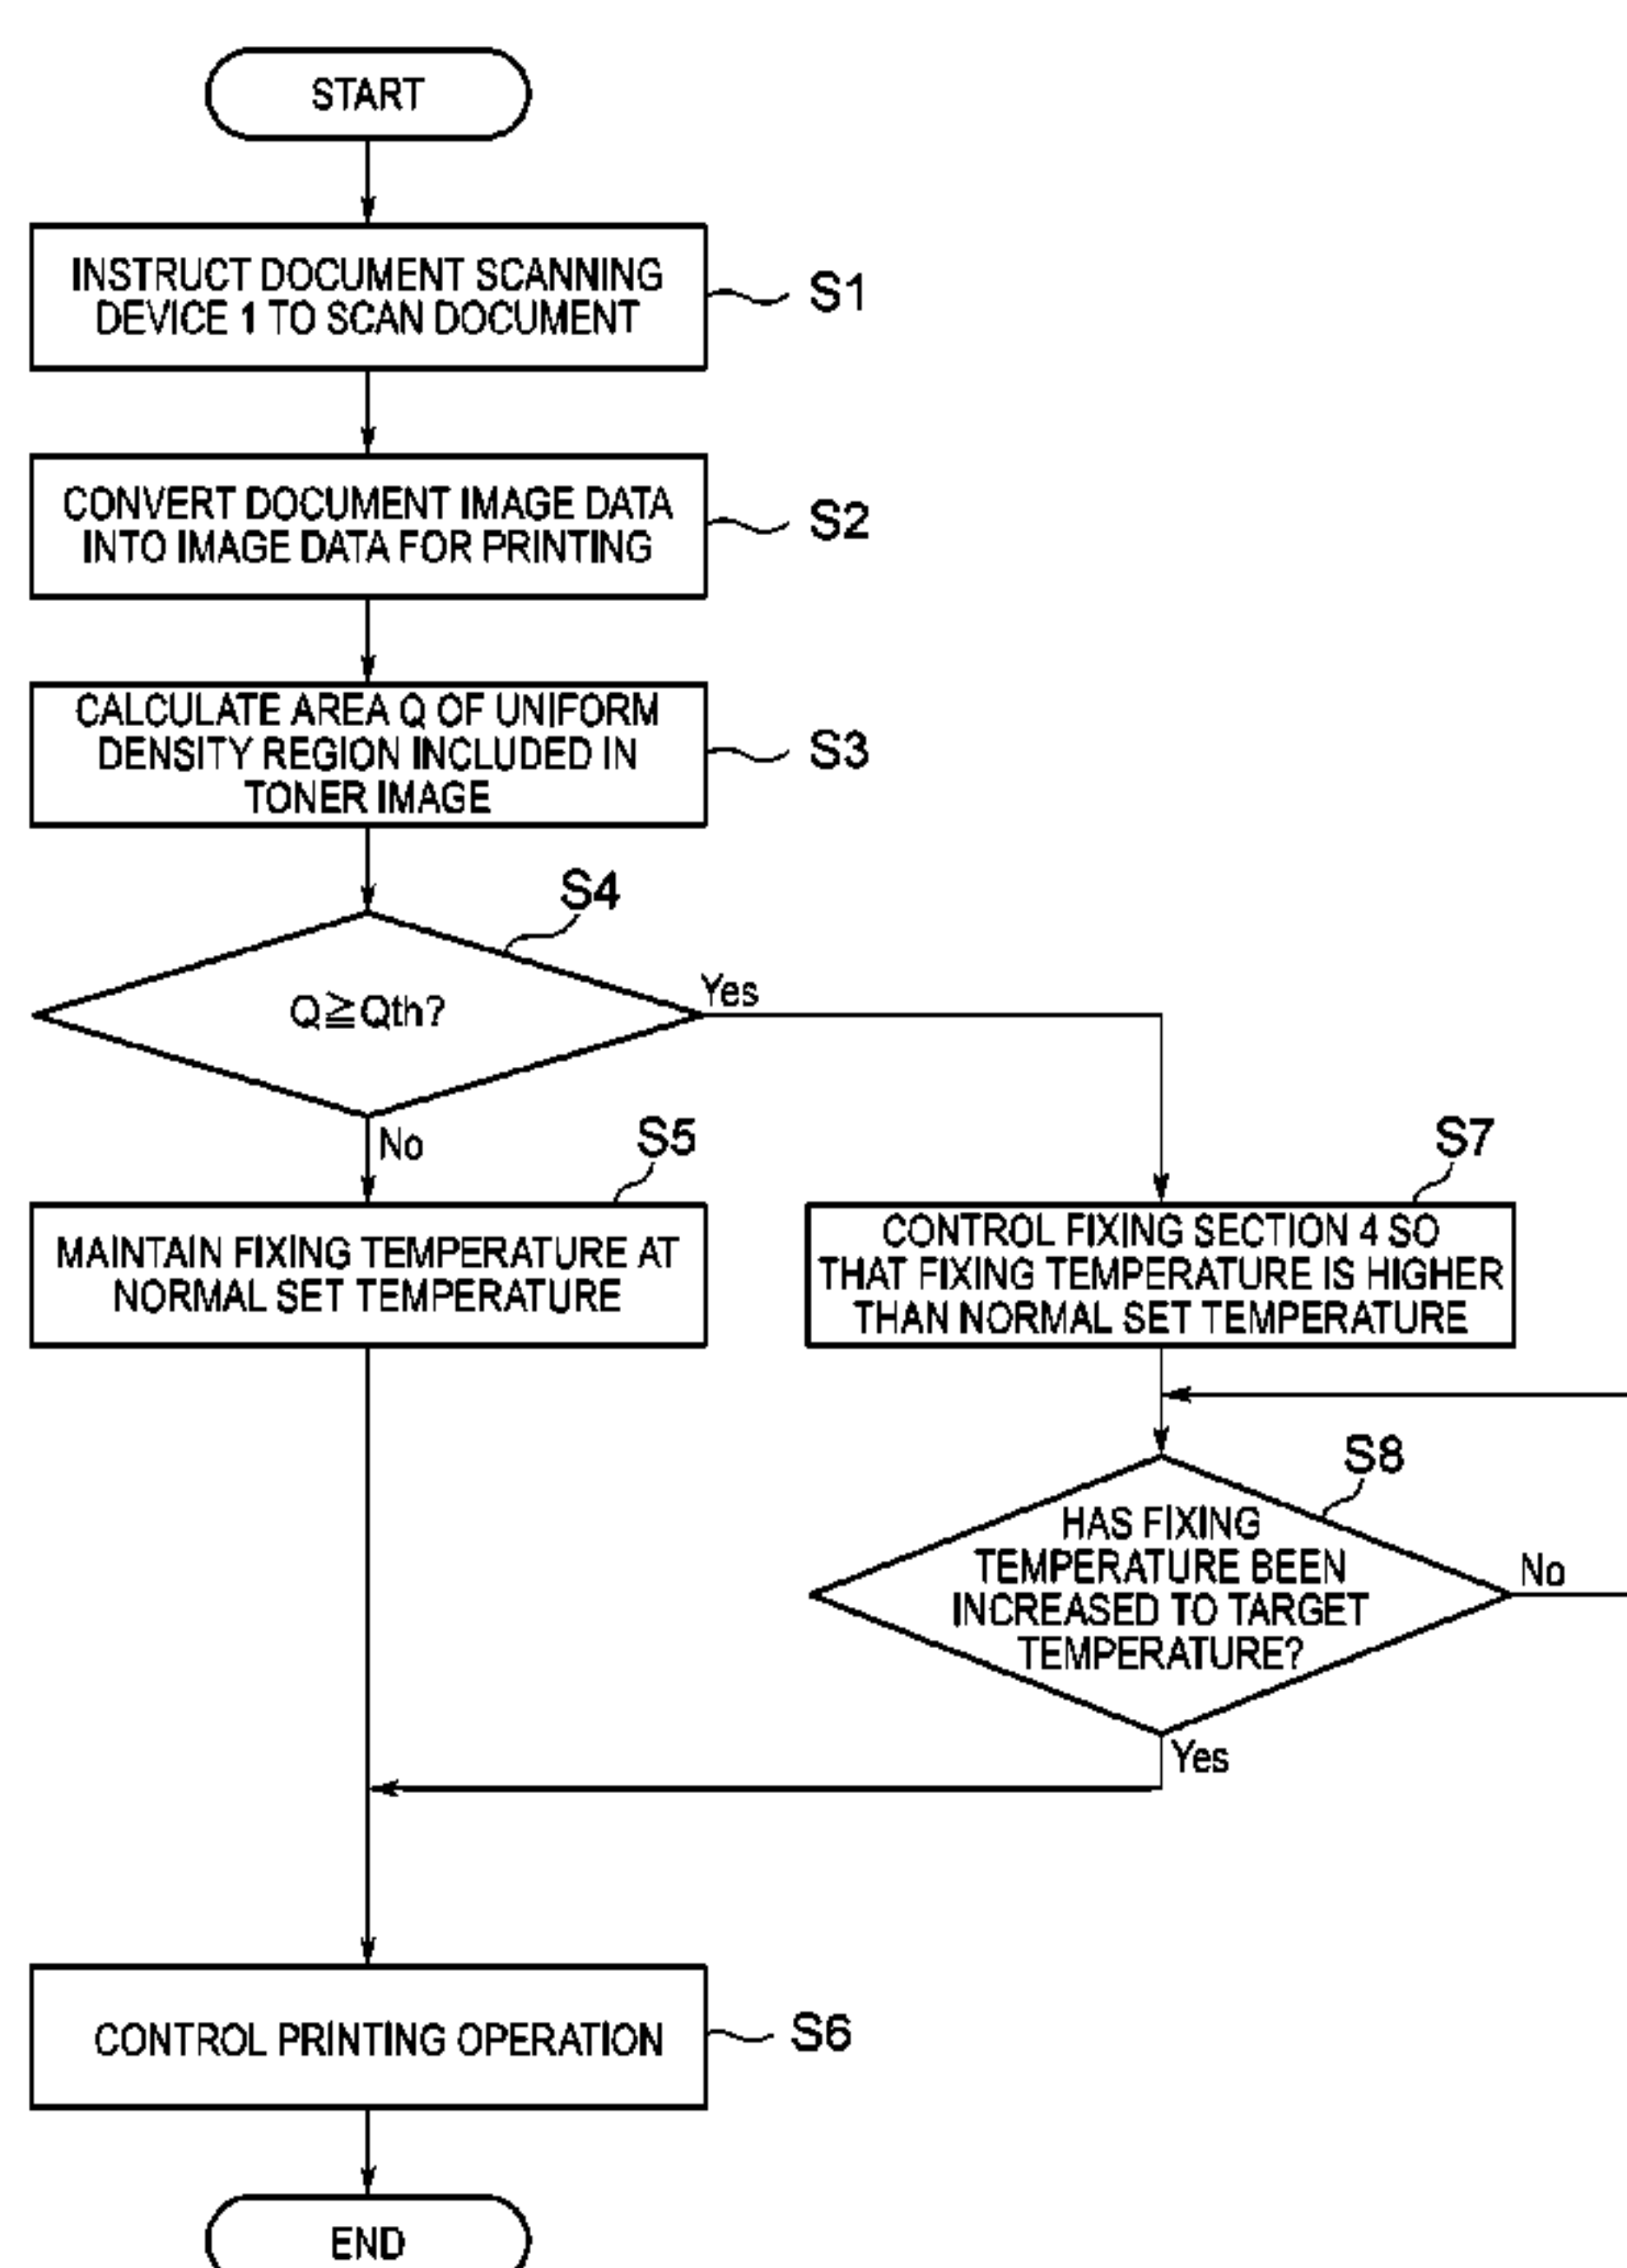 START
INSTRUCT DOCUMENT SCANNING
DEVICE 1 TO SCAN DOCUMENT
S1
CONVERT DOCUMENT IMAGE DATA
INTO IMAGE DATA FOR PRINTING
S2
CALCULATE AREA Q OF UNIFORM
DENSITY REGION INCLUDED IN
TONER IMAGE
S3
S4
Q≧Qth?
Yes
No
S5
MAINTAIN FIXING TEMPERATURE AT
NORMAL SET TEMPERATURE
S7
CONTROL FIXING SECTION 4 SO
THAT FIXING TEMPERATURE IS HIGHER
THAN NORMAL SET TEMPERATURE
S8
HAS FIXING
TEMPERATURE BEEN
INCREASED TO TARGET
TEMPERATURE?
No
Yes
CONTROL PRINTING OPERATION
S6
END